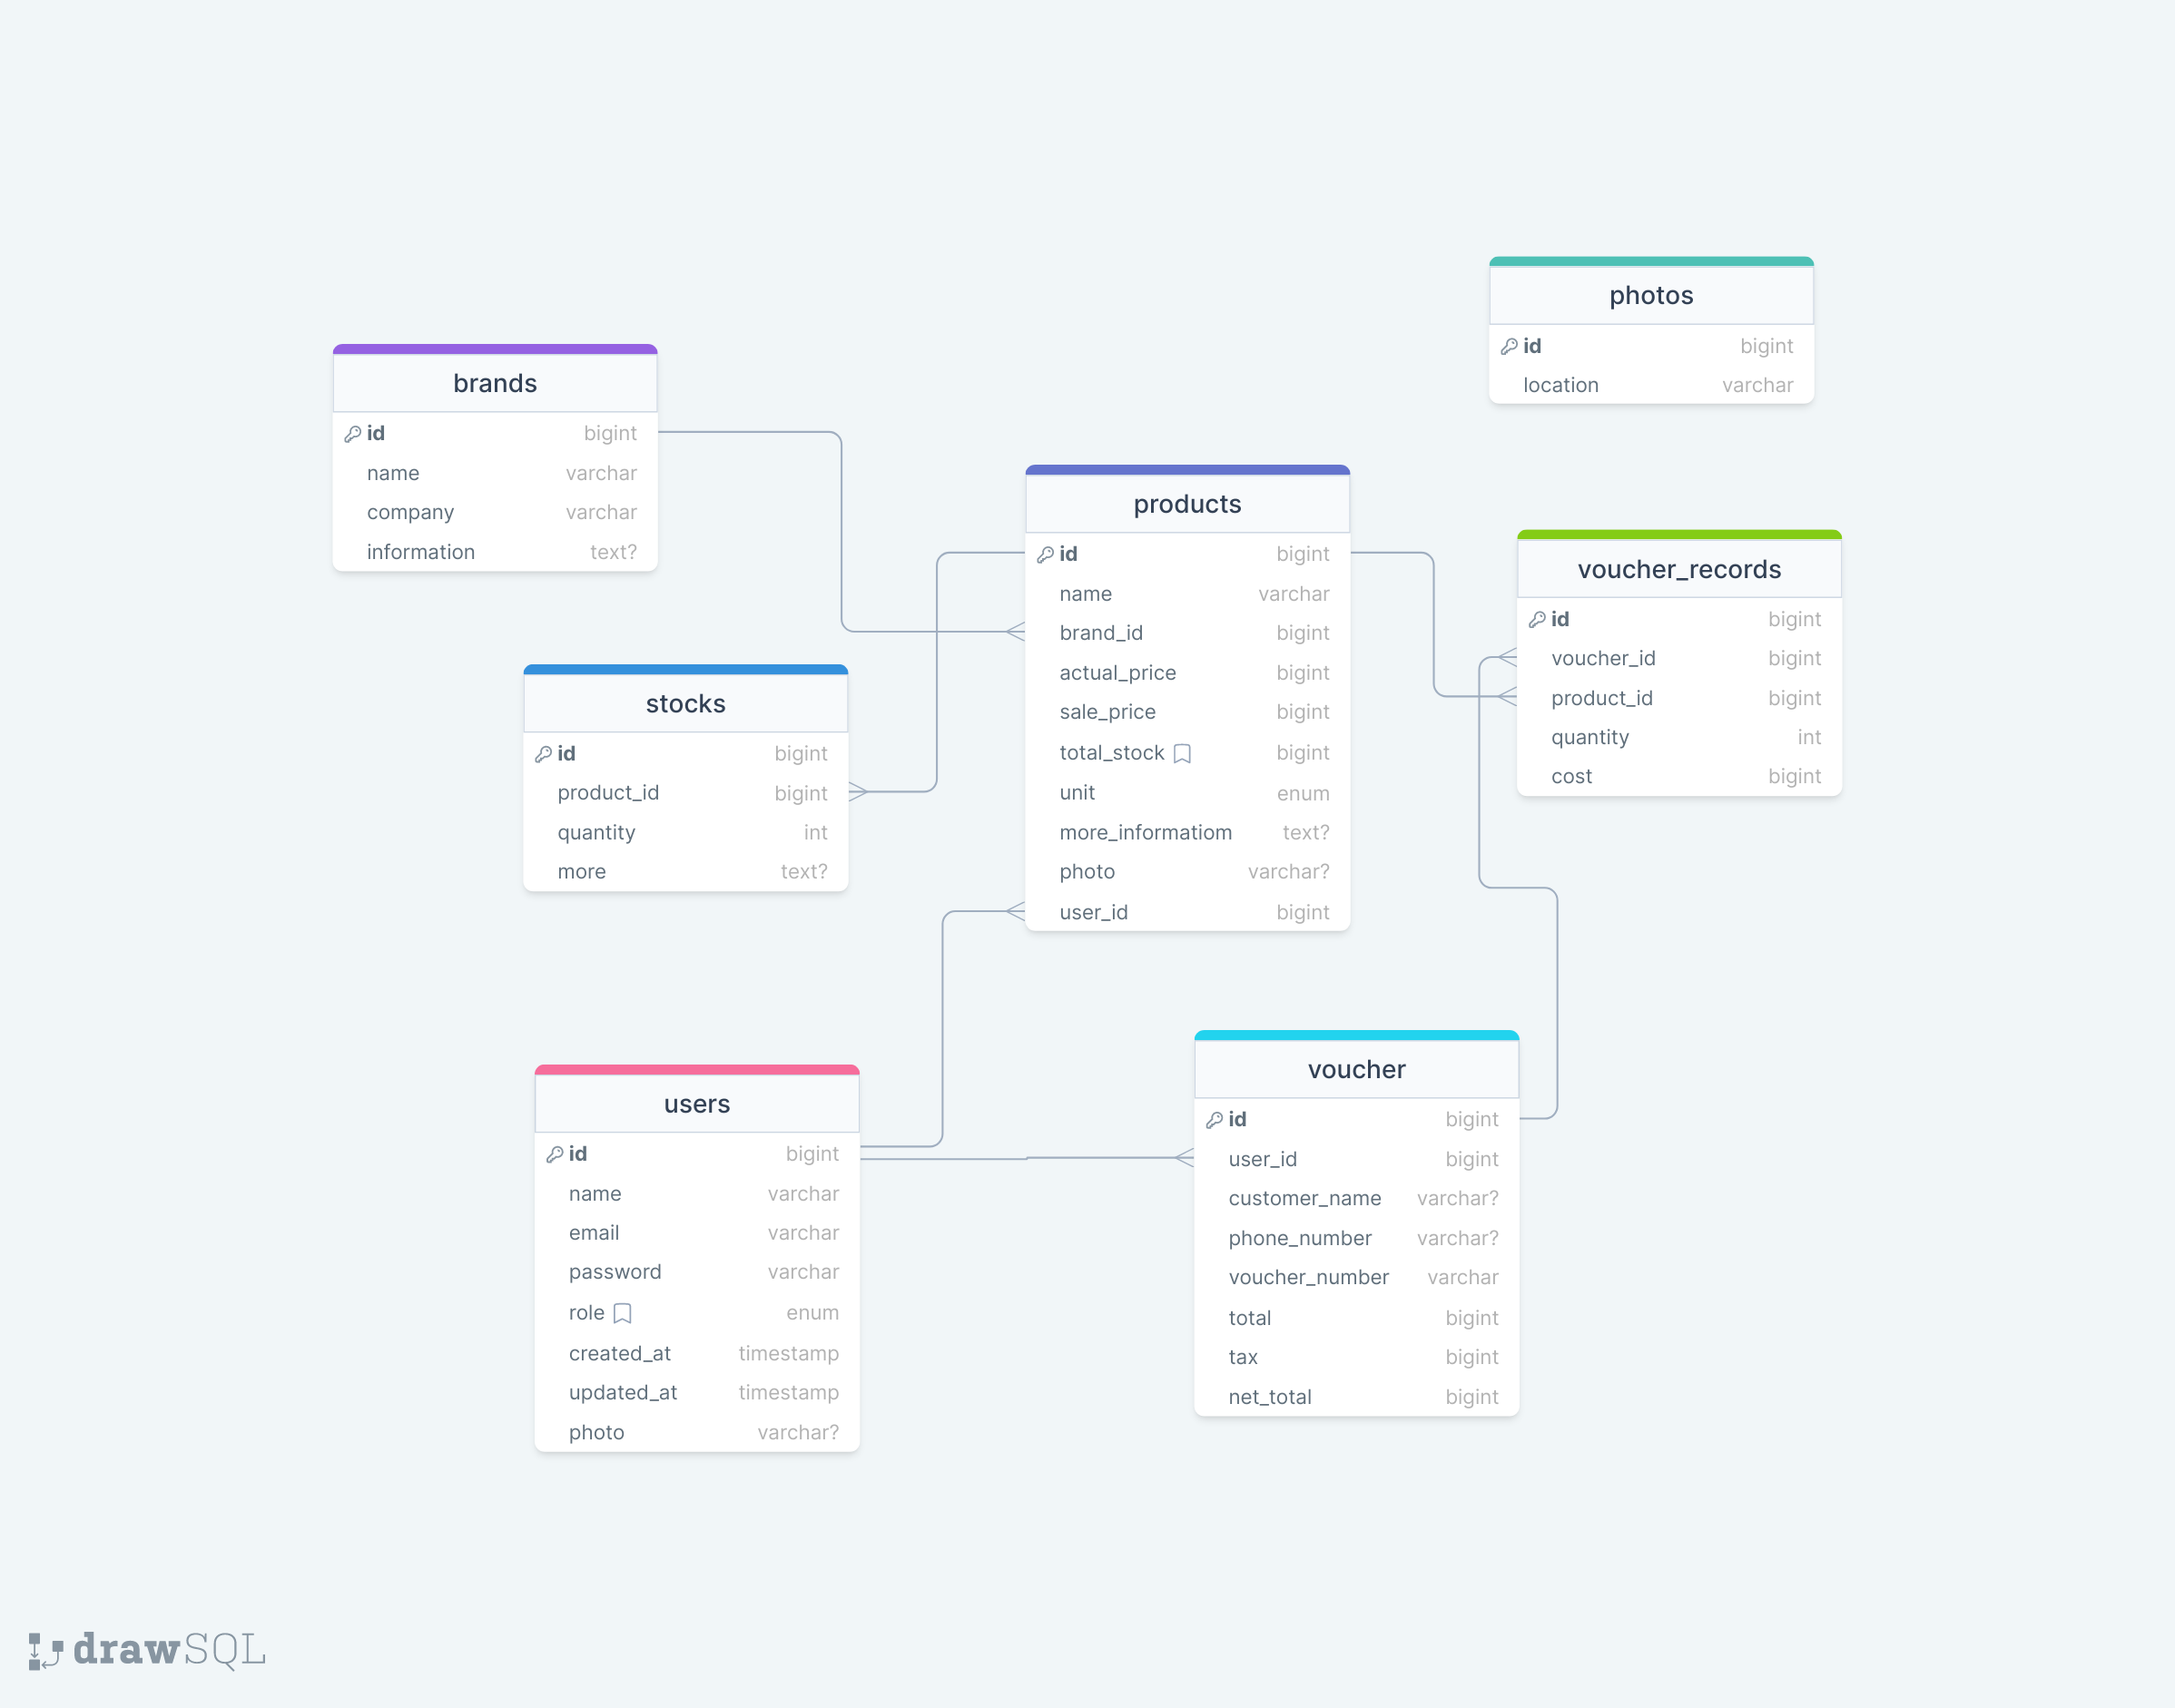 photos
id bigint
location varchar
brands
id bigint
name varchar
company varchar
information text?
products
id bigint
name varchar
brand_id bigint
actual_price bigint
sale_price bigint
total_stock bigint
unit enum
more_informatiom text?
photo varchar?
user_id bigint
voucher_records
id bigint
voucher_id bigint
product_id bigint
quantity int
cost bigint
stocks
id bigint
product_id bigint
quantity int
more text?
users
id bigint
name varchar
email varchar
password varchar
role enum
created_at timestamp
updated_at timestamp
photo varchar?
voucher
id bigint
user_id bigint
customer_name varchar?
phone_number varchar?
voucher_number varchar
total bigint
tax bigint
net_total bigint
drawSQL